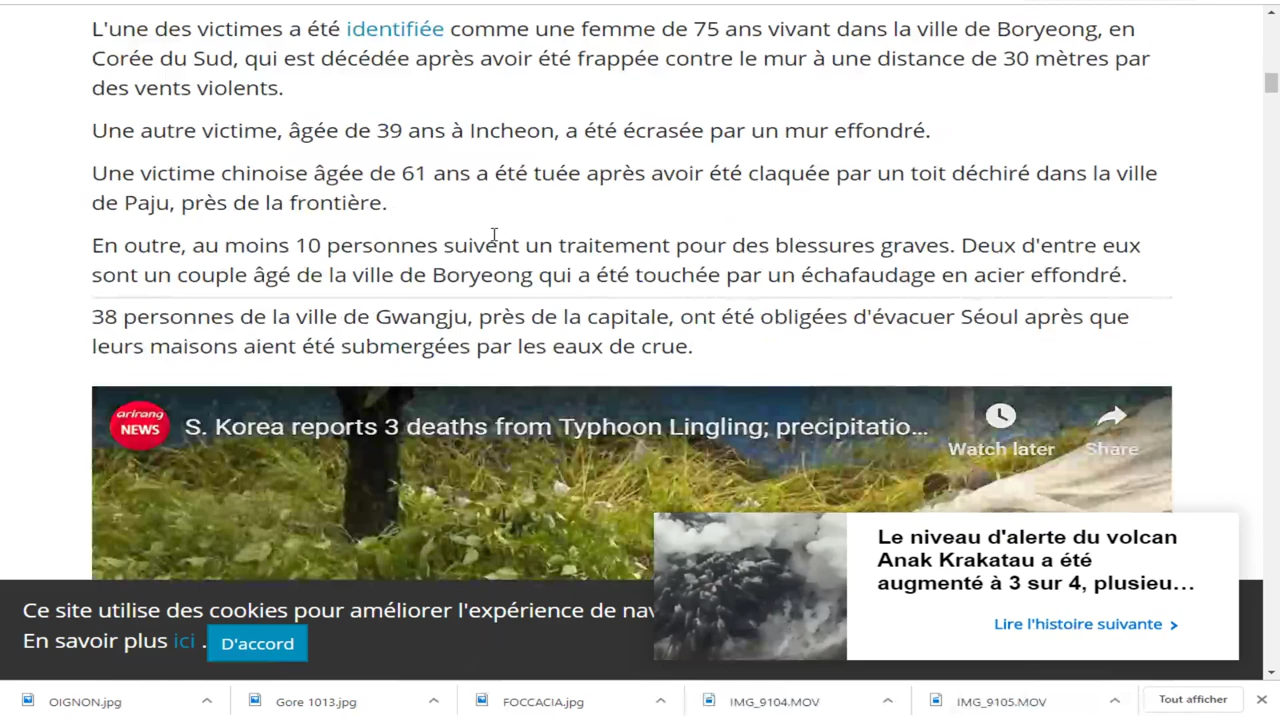 L'une des victimes a été identifiée comme une femme de 75 ans vivant dans la ville de Boryeong, en
Corée du Sud, qui est décédée après avoir été frappée contre le mur à une distance de 30 mètres par
des vents violents.
Une autre victime, âgée de 39 ans à Incheon, a été écrasée par un mur effondré.
Une victime chinoise âgée de 61 ans a été tuée après avoir été claquée par un toit déchiré dans la ville
de Paju, près de la frontière.
En outre, au moins 10 personnes suivent un traitement pour des blessures graves. Deux d'entre eux
sont un couple âgé de la ville de Boryeong qui a été touchée par un échafaudage en acier effondré.
38 personnes de la ville de Gwangju, près de la capitale, ont été obligées d'évacuer Séoul après que
leurs maisons aient été submergées par les eaux de crue.
arirang
NEWS
S. Korea reports 3 deaths from Typhoon Lingling; precipitatio...
Watch later
Share
Le niveau d'alerte du volcan
Anak Krakatau a été
augmenté à 3 sur 4, plusieu...
Lire l'histoire suivante >
Ce site utilise des cookies pour améliorer l'expérience de nav
En savoir plus ici . D'accord
OIGNON.jpg
Gore 1013.jpg
FOCCACIA.jpg
IMG_9104.MOV
IMG_9105.MOV
Tout afficher